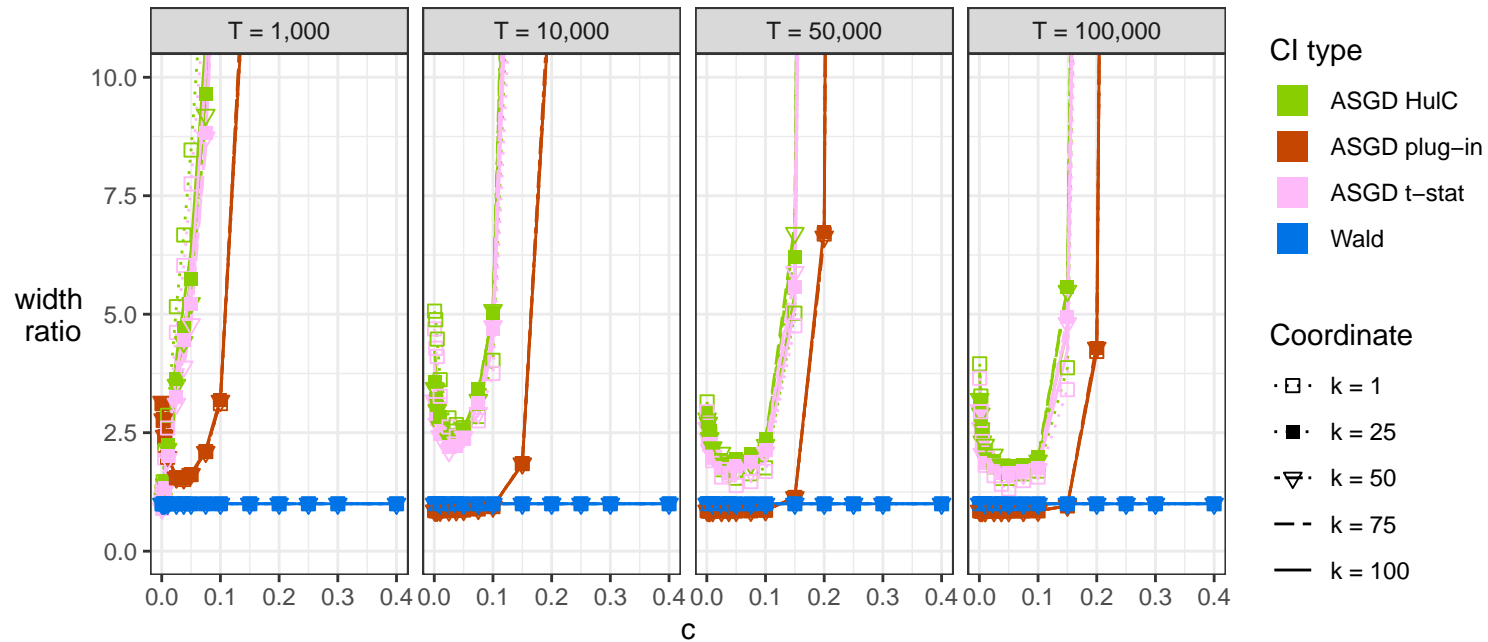 T = 1,000
T = 10,000
T = 50,000
T = 100,000
10.0
7.5
5.0
2.5
0.0
width
ratio
0.0 0.1 0.2 0.3 0.4
0.0 0.1 0.2 0.3 0.4
0.0 0.1 0.2 0.3 0.4
0.0 0.1 0.2 0.3 0.4
c
CI type
ASGD HulC
ASGD plug−in
ASGD t−stat
Wald
Coordinate
k = 1
k = 25
k = 50
k = 75
k = 100